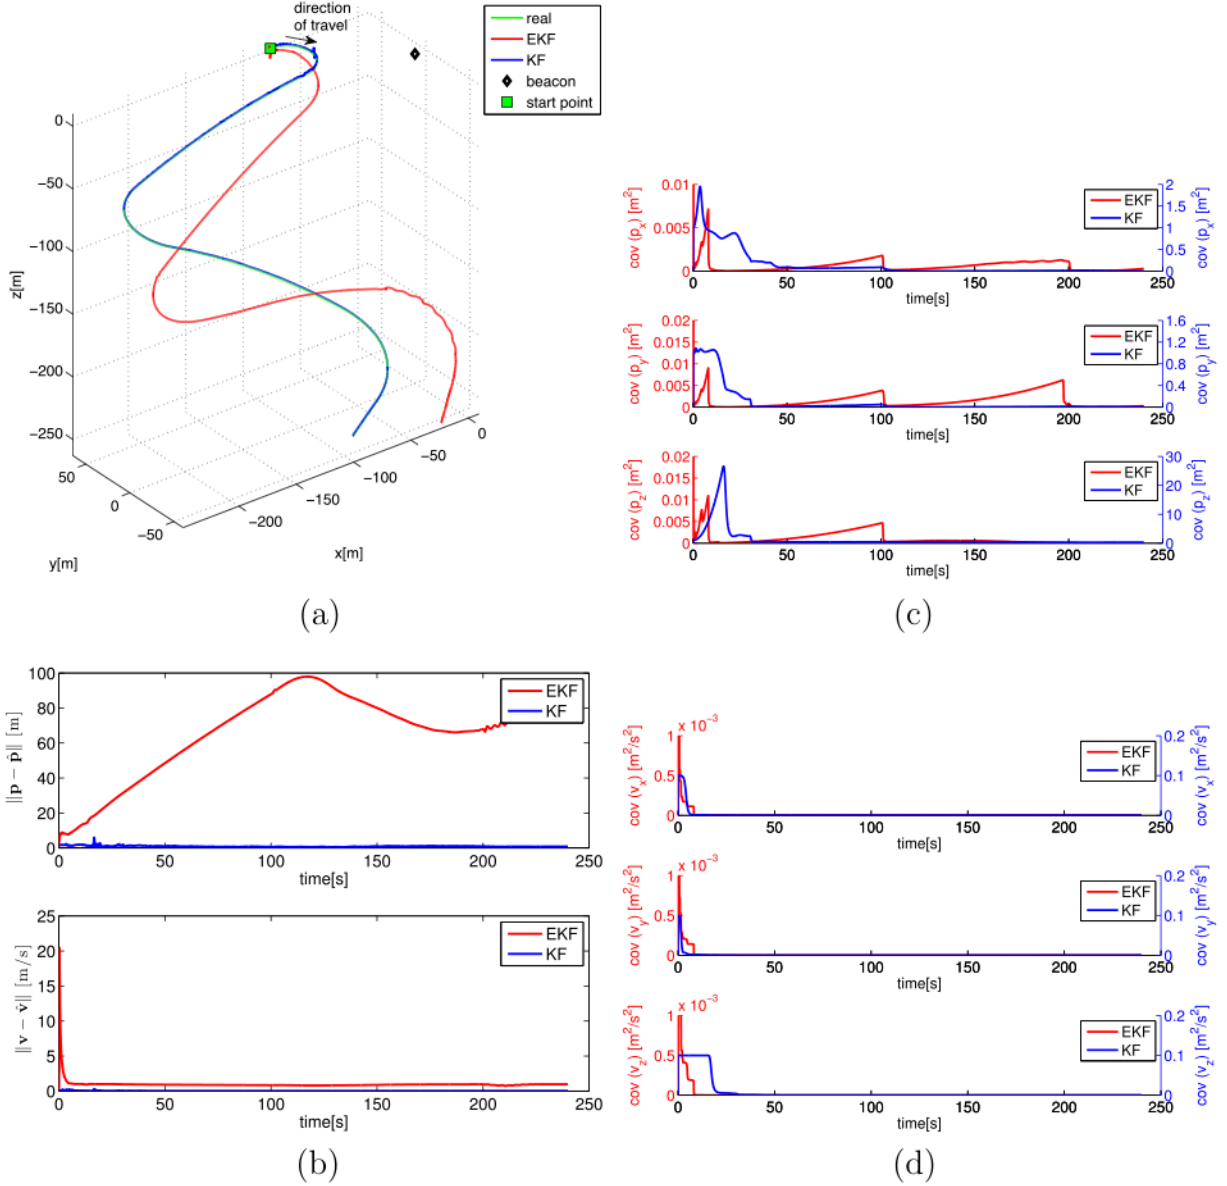 direction
of travel
real
EKF
KF
beacon
start point
0
−50
−100
−150
−200
−250
z[m]
50
0
−50
y[m]
−200
−150
−100
−50
0
x[m]
(a)
0.01
0.005
0
cov (p_x) [m²]
2
1.5
1
0.5
0
cov (p_x) [m²]
EKF
KF
0 50 100 150 200 250
time[s]
0.02
0.015
0.01
0.005
0
cov (p_y) [m²]
1.6
1.2
0.8
0.4
0
cov (p_y) [m²]
EKF
KF
0 50 100 150 200 250
time[s]
0.02
0.015
0.01
0.005
0
cov (p_z) [m²]
30
20
10
0
cov (p_z) [m²]
EKF
KF
0 50 100 150 200 250
time[s]
(c)
100
80
60
40
20
0
‖p − p̂‖ [m]
EKF
KF
0 50 100 150 200 250
time[s]
25
20
15
10
5
0
‖v − v̂‖ [m/s]
EKF
KF
0 50 100 150 200 250
time[s]
(b)
x 10⁻³
1
0.5
0
cov (v_x) [m²/s²]
0.2
0.1
0
cov (v_x) [m²/s²]
EKF
KF
0 50 100 150 200 250
time[s]
x 10⁻³
1
0.5
0
cov (v_y) [m²/s²]
0.2
0.1
0
cov (v_y) [m²/s²]
EKF
KF
0 50 100 150 200 250
time[s]
x 10⁻³
1
0.5
0
cov (v_z) [m²/s²]
0.2
0.1
0
cov (v_z) [m²/s²]
EKF
KF
0 50 100 150 200 250
time[s]
(d)